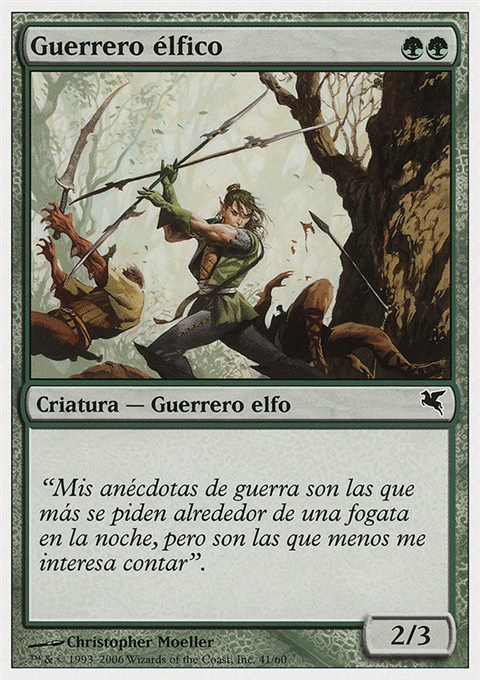 Guerrero élfico
Criatura — Guerrero elfo
“Mis anécdotas de guerra son las que
más se piden alrededor de una fogata
en la noche, pero son las que menos me
interesa contar”.
Christopher Moeller
2/3
™ & © 1993–2006 Wizards of the Coast, Inc. 41/60